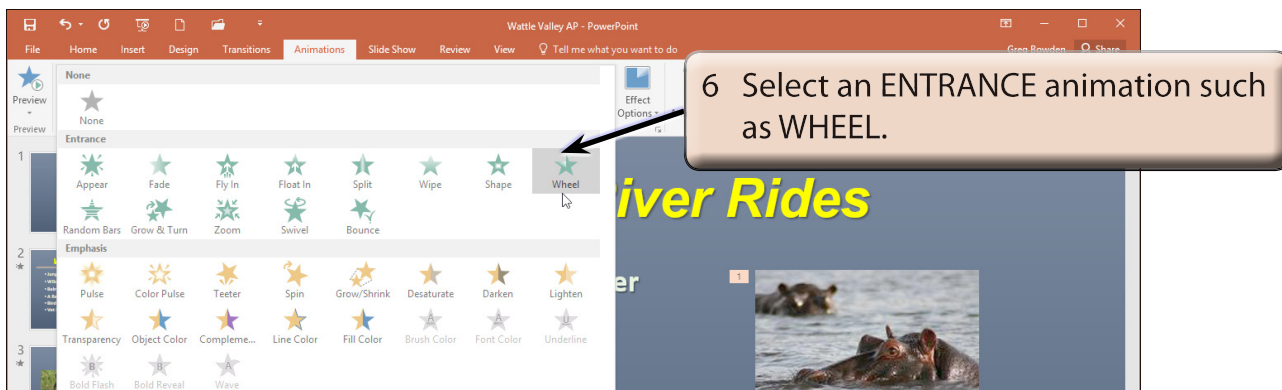 Wattle Valley AP - PowerPoint
File Home Insert Design Transitions Animations Slide Show Review View Tell me what you want to do Greg Bowden Share
Preview
Preview
None
None
Entrance
Appear Fade Fly In Float In Split Wipe Shape Wheel
Random Bars Grow & Turn Zoom Swivel Bounce
Emphasis
Pulse Color Pulse Teeter Spin Grow/Shrink Desaturate Darken Lighten
Transparency Object Color Compleme... Line Color Fill Color Brush Color Font Color Underline
Bold Flash Bold Reveal Wave
Effect
Options
6 Select an ENTRANCE animation such
as WHEEL.
1
2
3
iver Rides
er
1